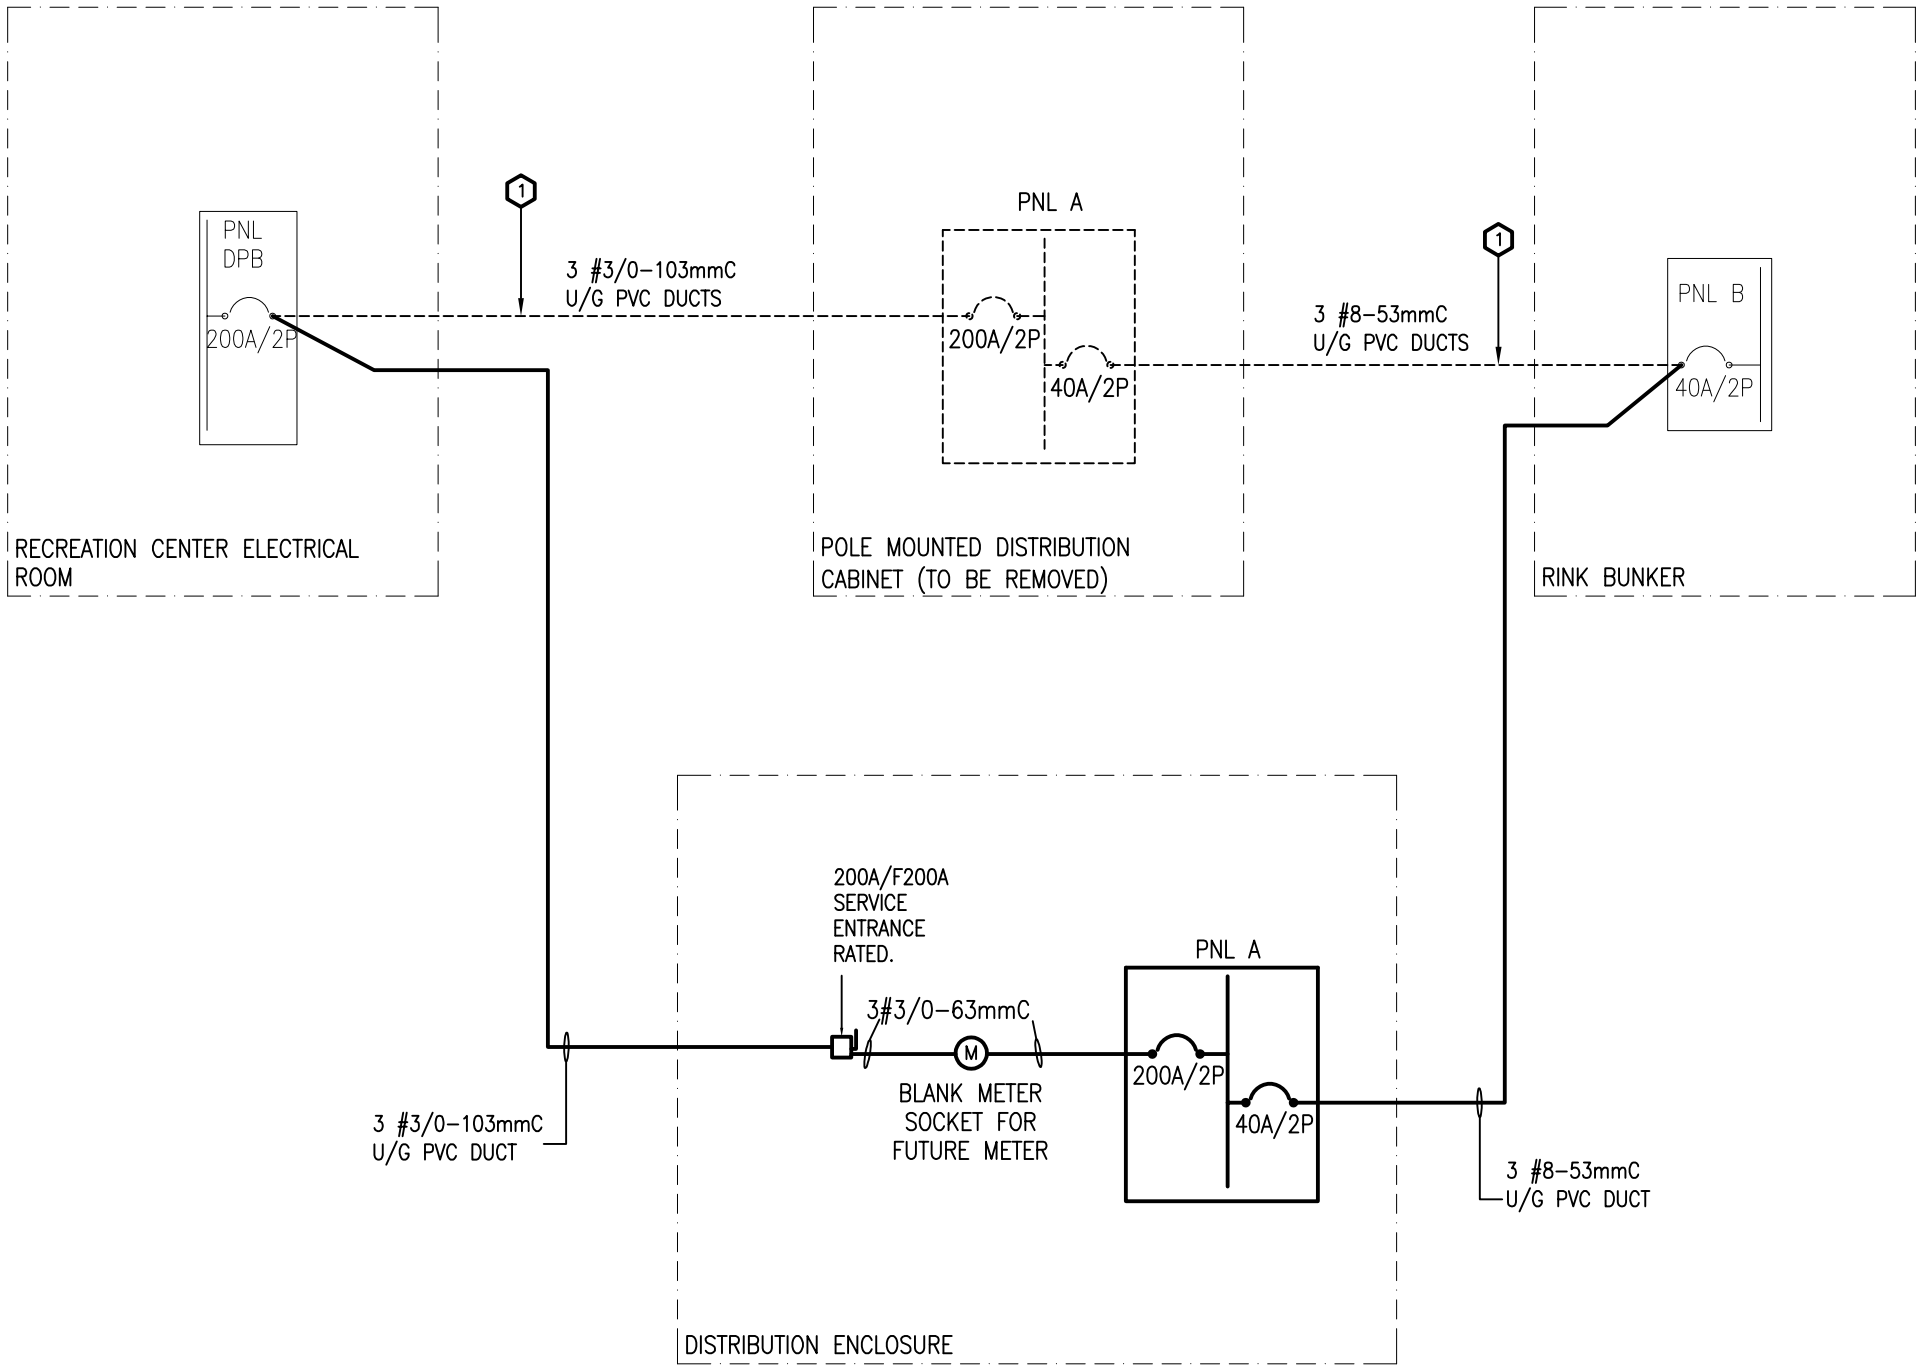 1
PNL A
PNL
DPB
1
3 #3/0-103mmC
U/G PVC DUCTS
PNL B
3 #8-53mmC
U/G PVC DUCTS
200A/2P
200A/2P
40A/2P
40A/2P
RECREATION CENTER ELECTRICAL
ROOM
POLE MOUNTED DISTRIBUTION
CABINET (TO BE REMOVED)
RINK BUNKER
200A/F200A
SERVICE
ENTRANCE
RATED.
PNL A
3#3/0-63mmC
M
200A/2P
BLANK METER
SOCKET FOR
FUTURE METER
40A/2P
3 #3/0-103mmC
U/G PVC DUCT
3 #8-53mmC
U/G PVC DUCT
DISTRIBUTION ENCLOSURE